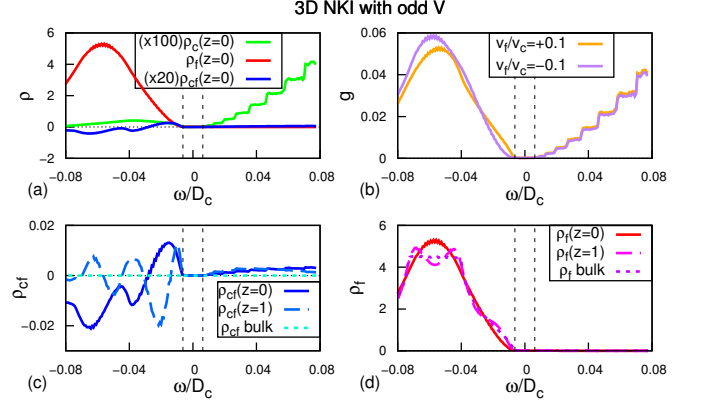 3D NKI with odd V
6
4
2
0
−2
ρ
(x100)ρc(z=0)
ρf(z=0)
(x20)ρcf(z=0)
−0.08
−0.04
0
0.04
0.08
(a)
ω/Dc
0.06
0.04
0.02
0
g
vf/vc=+0.1
vf/vc=−0.1
−0.08
−0.04
0
0.04
0.08
(b)
ω/Dc
0.02
0
−0.02
ρcf
ρcf(z=0)
ρcf(z=1)
ρcf bulk
−0.08
−0.04
0
0.04
0.08
(c)
ω/Dc
6
4
2
0
ρf
ρf(z=0)
ρf(z=1)
ρf bulk
−0.08
−0.04
0
0.04
0.08
(d)
ω/Dc